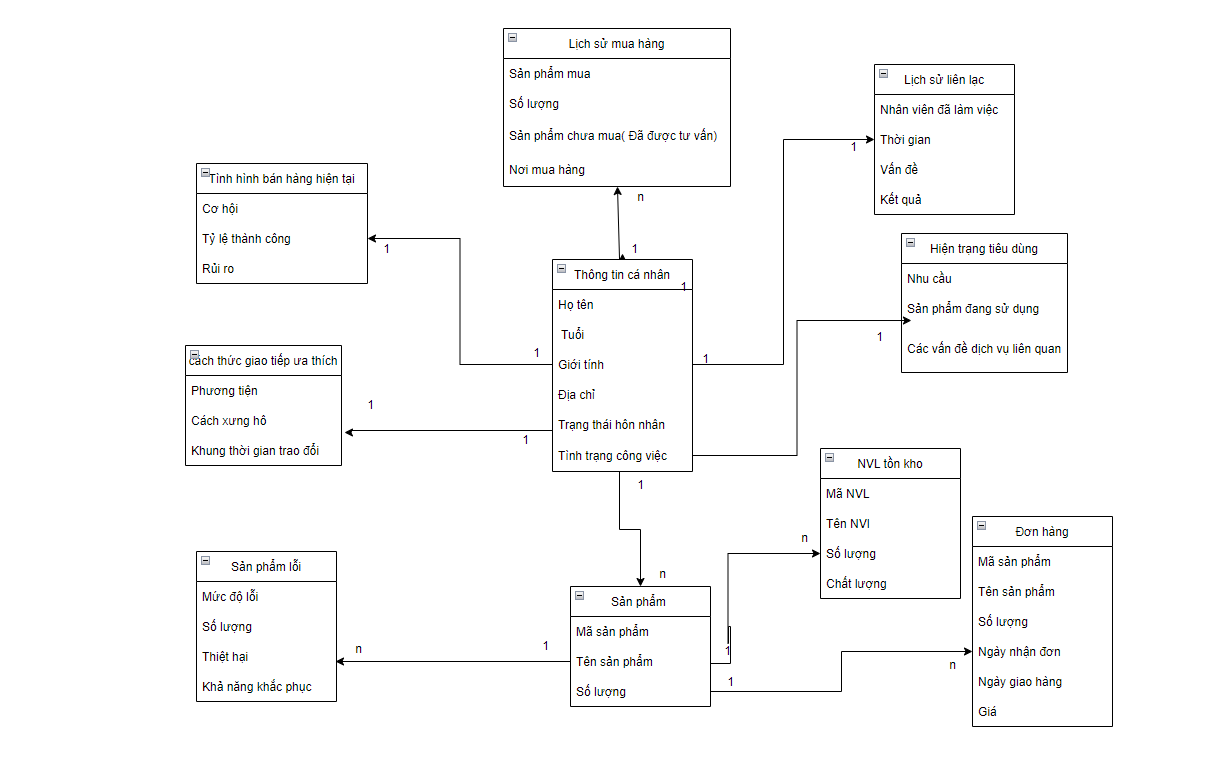 Lịch sử mua hàng
Sản phẩm mua
Số lượng
Sản phẩm chưa mua( Đã được tư vấn)
Nơi mua hàng
n
1
Lịch sử liên lạc
Nhân viên đã làm việc
Thời gian
Vấn đề
Kết quả
1
Tình hình bán hàng hiện tại
Cơ hội
Tỷ lệ thành công
Rủi ro
1
Hiện trạng tiêu dùng
Nhu cầu
Sản phẩm đang sử dụng
Các vấn đề dịch vụ liên quan
1
Thông tin cá nhân
1
Họ tên
Tuổi
Giới tính
Địa chỉ
Trạng thái hôn nhân
Tình trạng công việc
1
1
1
1
cách thức giao tiếp ưa thích
Phương tiện
Cách xưng hô
Khung thời gian trao đổi
1
NVL tồn kho
Mã NVL
Tên NVl
Số lượng
Chất lượng
n
Đơn hàng
Mã sản phẩm
Tên sản phẩm
Số lượng
Ngày nhận đơn
Ngày giao hàng
Giá
n
Sản phẩm lỗi
Mức độ lỗi
Số lượng
Thiệt hại
Khả năng khắc phục
n
1
n
Sản phẩm
Mã sản phẩm
Tên sản phẩm
Số lượng
1
1